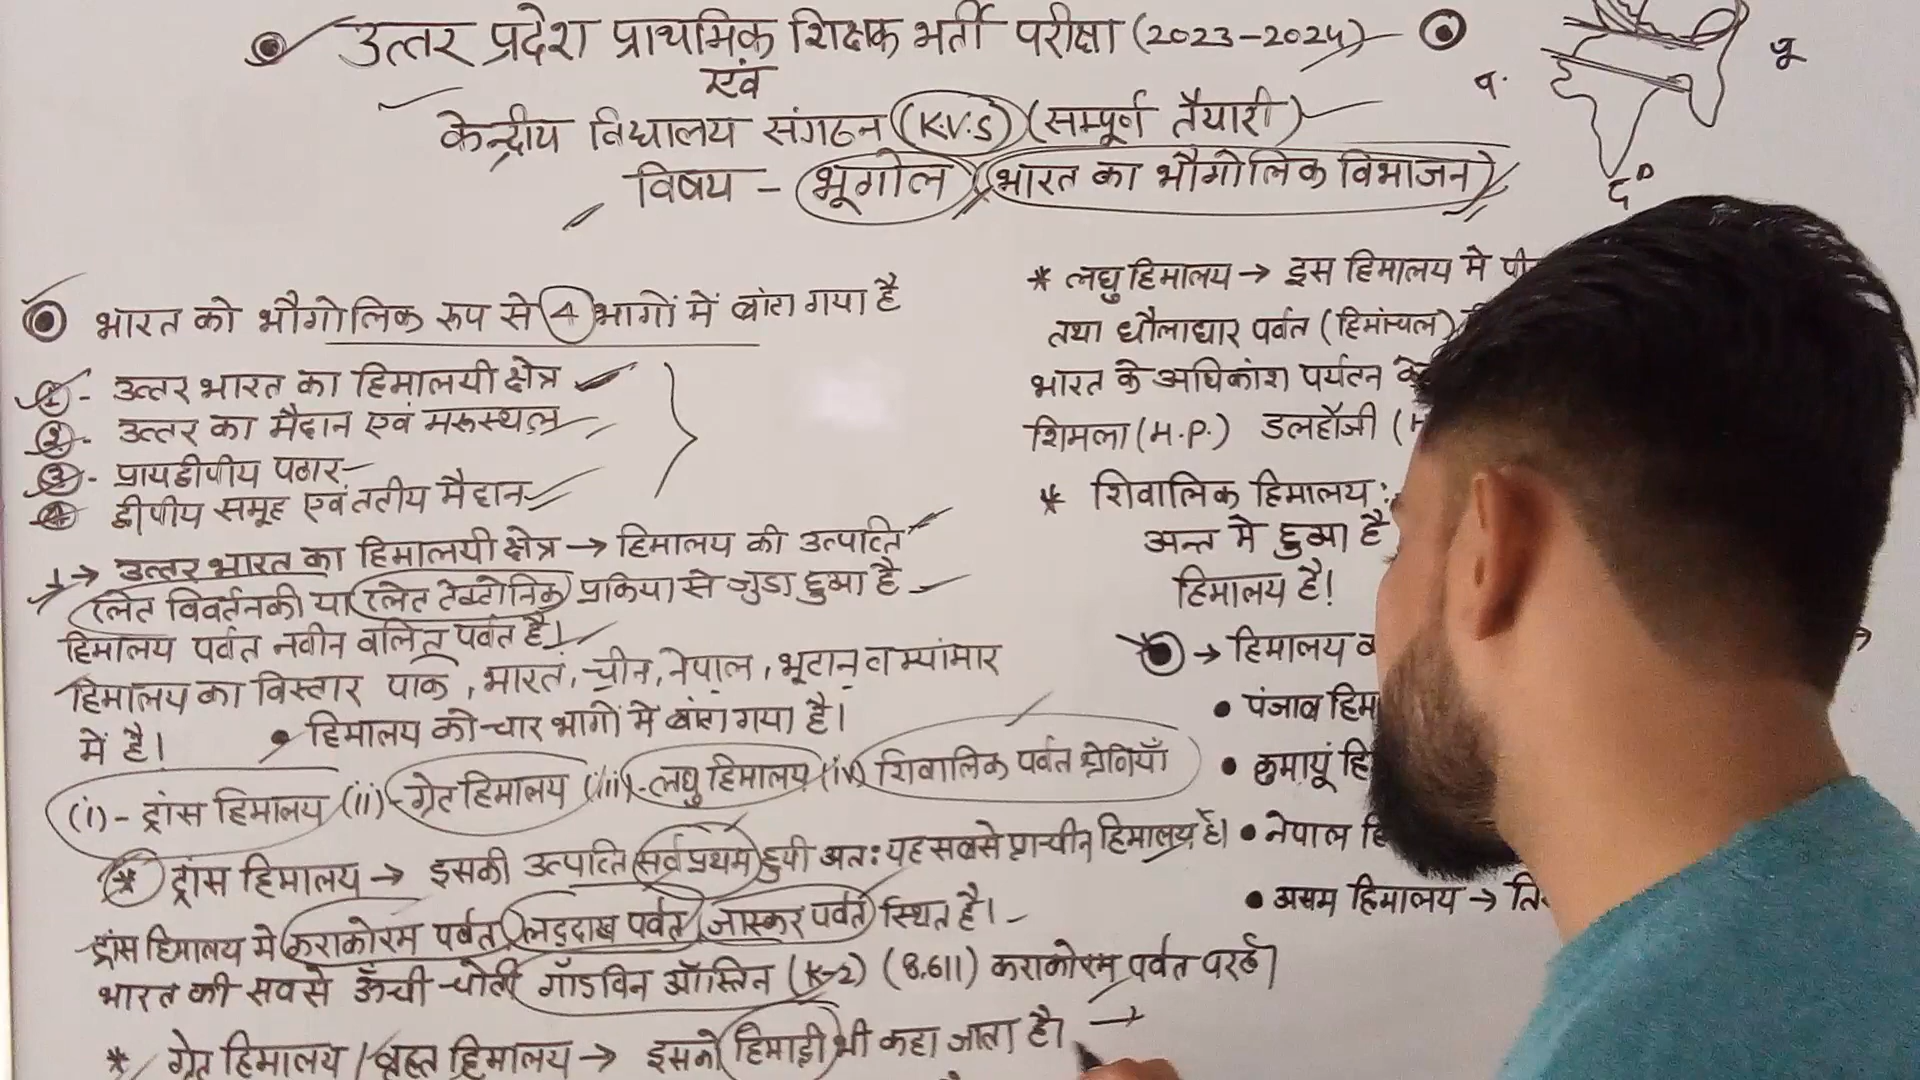 उत्तर प्रदेश प्राथमिक शिक्षक भर्ती परीक्षा (2023-2024)
एवं
केन्द्रीय विद्यालय संगठन (K.V.S) (सम्पूर्ण तैयारी)
विषय - भूगोल (भारत का भौगोलिक विभाजन)
पू
प.
द०
भारत को भौगोलिक रूप से 4 भागों में बांटा गया है
1- उत्तर भारत का हिमालयी क्षेत्र
2- उत्तर का मैदान एवं मरूस्थल
3- प्रायद्वीपीय पठार
4- द्वीपीय समूह एवं तटीय मैदान
1→ उत्तर भारत का हिमालयी क्षेत्र → हिमालय की उत्पत्ति
प्लेट विवर्तनकी या प्लेट टेक्टोनिक प्रक्रिया से जुडा हुआ है
हिमालय पर्वत नवीन वलित पर्वत है।
हिमालय का विस्तार पाक, भारत, चीन, नेपाल, भूटान व म्यांमार
में है।
• हिमालय को चार भागों मे बांटा गया है।
(i)- ट्रांस हिमालय (ii)- ग्रेट हिमालय (iii)- लघु हिमालय (iv) शिवालिक पर्वत श्रेणियाँ
* ट्रांस हिमालय → इसकी उत्पत्ति सर्वप्रथम हुयी अतः यह सबसे प्राचीन हिमालय है।
ट्रांस हिमालय मे कराकोरम पर्वत, लद्दाख पर्वत, जास्कर पर्वत स्थित है।
भारत की सबसे ऊँची चोटी गॉडविन ऑस्तिन (K-2) (8,611) कराकोरम पर्वत पर है।
* ग्रेट हिमालय / वृहत हिमालय → इसको हिमाद्री भी कहा जाता है। →
* लघु हिमालय → इस हिमालय मे
तथा धौलाधार पर्वत (हिमांचल)
भारत के अधिकांश पर्यटन
शिमला (H.P.) डलहौजी
* शिवालिक हिमालय :
अन्त मे हुआ है
हिमालय है!
→ हिमालय
• पंजाब
• कुमायूं
• नेपाल
• असम हिमालय →